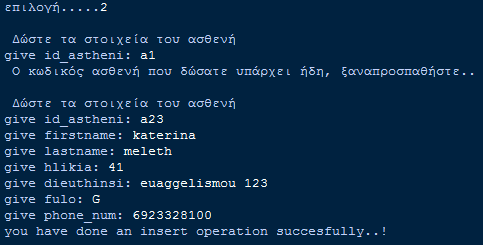 επιλογή.....2
Δώστε τα στοιχεία του ασθενή
give id_astheni: a1
Ο κωδικός ασθενή που δώσατε υπάρχει ήδη, ξαναπροσπαθήστε..
Δώστε τα στοιχεία του ασθενή
give id_astheni: a23
give firstname: katerina
give lastname: meleth
give hlikia: 41
give dieuthinsi: euaggelismou 123
give fulo: G
give phone_num: 6923328100
you have done an insert operation succesfully..!